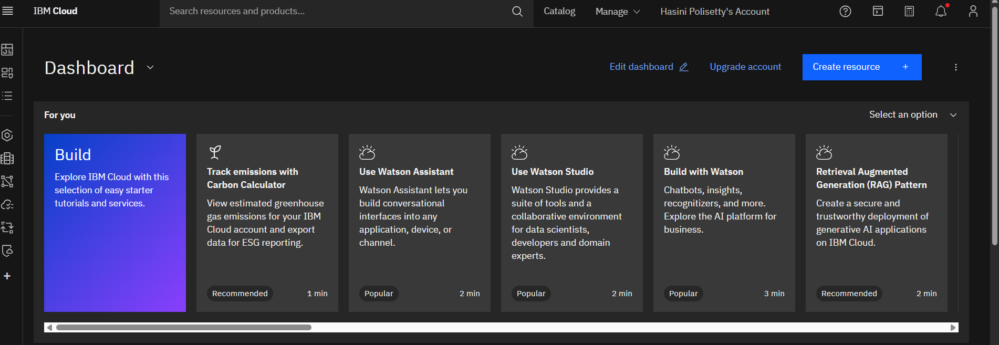 IBM Cloud
Search resources and products...
Catalog
Manage
Hasini Polisetty's Account
Dashboard
Edit dashboard
Upgrade account
Create resource +
For you
Select an option
Build
Explore IBM Cloud with this
selection of easy starter
tutorials and services.
Track emissions with
Carbon Calculator
View estimated greenhouse
gas emissions for your IBM
Cloud account and export
data for ESG reporting.
Recommended
1 min
Use Watson Assistant
Watson Assistant lets you
build conversational
interfaces into any
application, device, or
channel.
Popular
2 min
Use Watson Studio
Watson Studio provides a
suite of tools and a
collaborative environment
for data scientists,
developers and domain
experts.
Popular
2 min
Build with Watson
Chatbots, insights,
recognitizers, and more.
Explore the AI platform for
business.
Popular
3 min
Retrieval Augmented
Generation (RAG) Pattern
Create a secure and
trustworthy deployment of
generative AI applications
on IBM Cloud.
Recommended
2 min